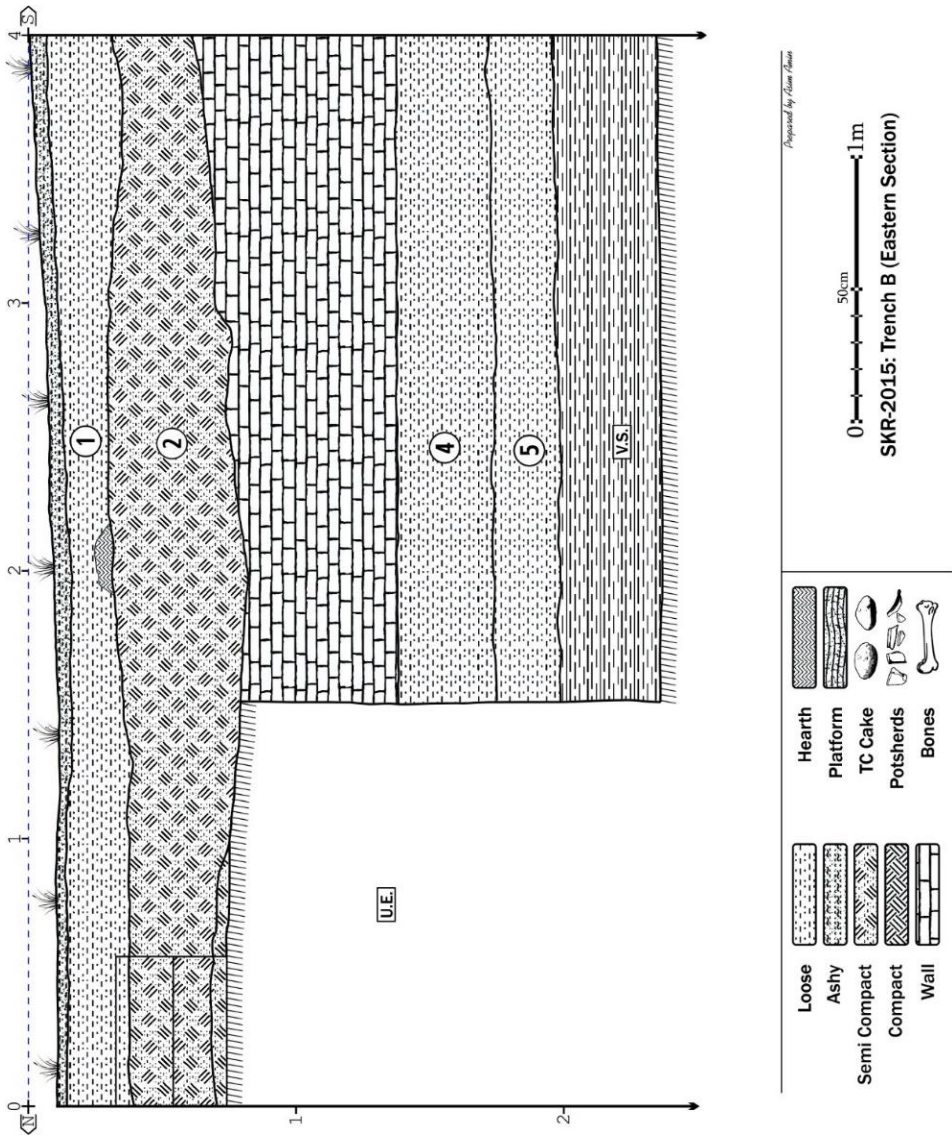 N
0
1
2
3
4
S
1
2
1
2
4
5
V.S.
U.E.
Loose
Ashy
Semi Compact
Compact
Wall
Hearth
Platform
TC Cake
Potsherds
Bones
Prepared by Asim Amin
0
50cm
1m
SKR-2015: Trench B (Eastern Section)